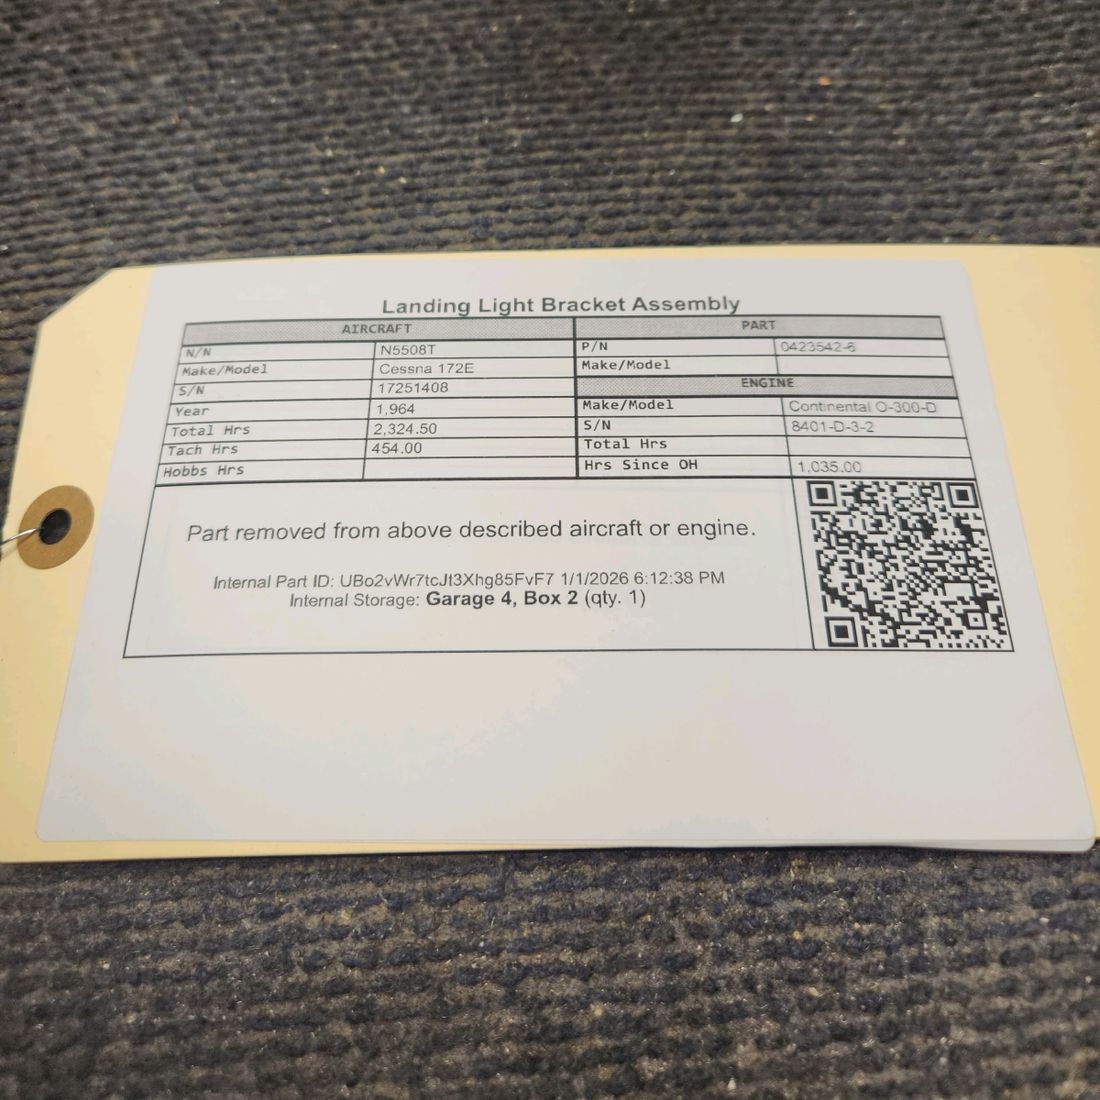 Landing Light Bracket Assembly
AIRCRAFT PART
N/N N5508T P/N 0423542-6
Make/Model Cessna 172E Make/Model
S/N 17251408 ENGINE
Year 1,964 Make/Model Continental O-300-D
Total Hrs 2,324.50 S/N 8401-D-3-2
Tach Hrs 454.00 Total Hrs
Hobbs Hrs Hrs Since OH 1,035.00
Part removed from above described aircraft or engine.
Internal Part ID: UBo2vWr7tcJt3Xhg85FvF7 1/1/2026 6:12:38 PM
Internal Storage: Garage 4, Box 2 (qty. 1)